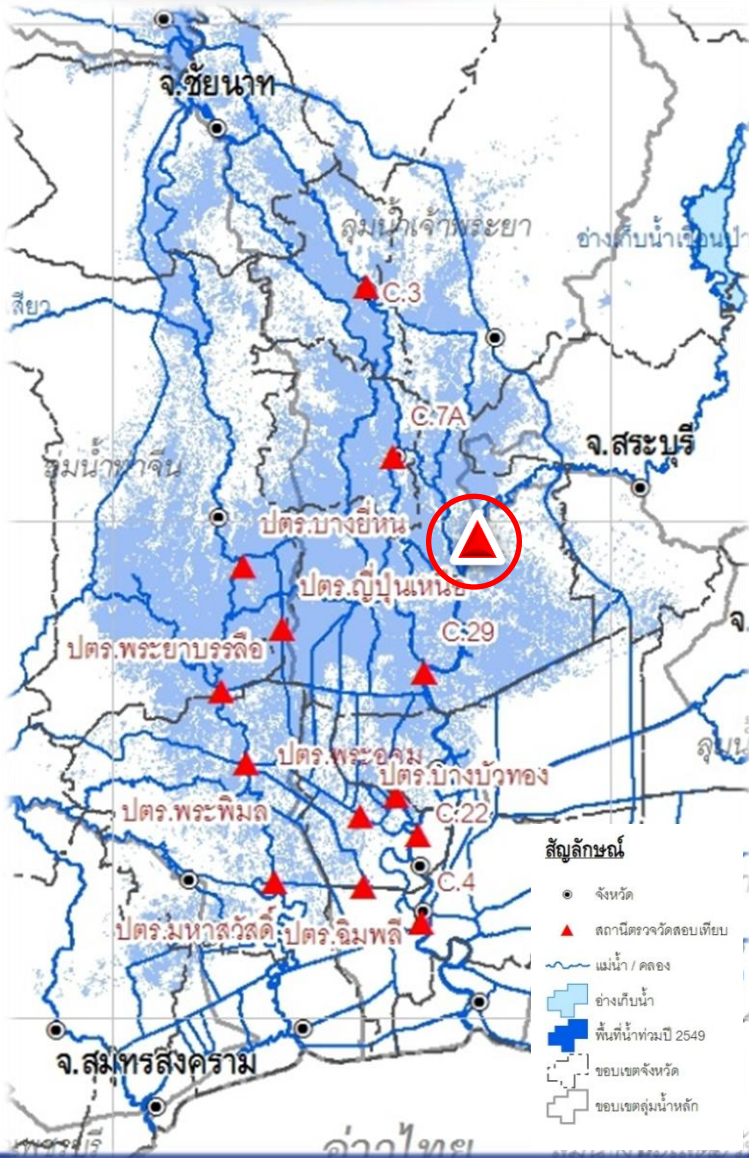 จ.ชัยนาท
ลุ่มน้ำเจ้าพระยา
อ่างเก็บน้ำเขื่อนป่า
C.3
สียว
C.7A
จ.สระบุรี
ลุ่มน้ำท่าจีน
ปตร.บางยี่หน
ปตร.ญี่ปุ่นเหนือ
จ.
C.29
ปตร.พระยาบรรลือ
ลุ่มน้
ปตร.พระอุดม
ปตร.บางบัวทอง
ปตร.พระพิมล
C.22
สัญลักษณ์
C.4
จังหวัด
ปตร.มหาสวัสดิ์
ปตร.ฉิมพลี
สถานีตรวจวัดสอบเทียบ
แม่น้ำ / คลอง
อ่างเก็บน้ำ
พื้นที่น้ำท่วมปี 2549
จ.สมุทรสงคราม
ขอบเขตจังหวัด
ขอบเขตลุ่มน้ำหลัก
อ่าวไทย